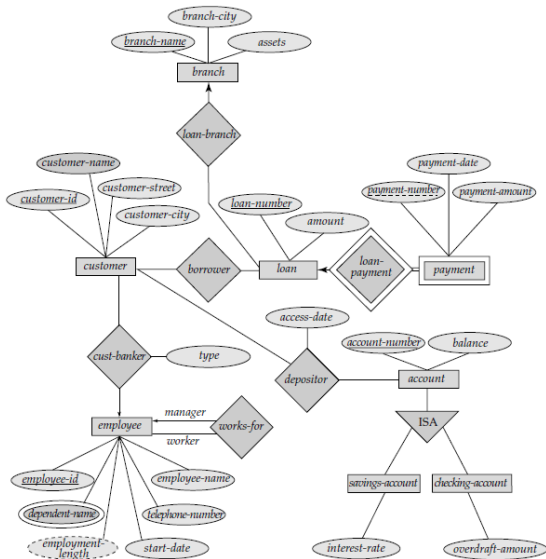 branch-city
branch-name
assets
branch
loan-branch
customer-name
customer-street
customer-id
customer-city
payment-date
payment-number
payment-amount
loan-number
amount
customer
borrower
loan
loan-
payment
payment
access-date
cust-banker
type
account-number
balance
depositor
account
manager
employee
works-for
worker
ISA
employee-id
employee-name
savings-account
checking-account
dependent-name
telephone-number
employment-
length
start-date
interest-rate
overdraft-amount